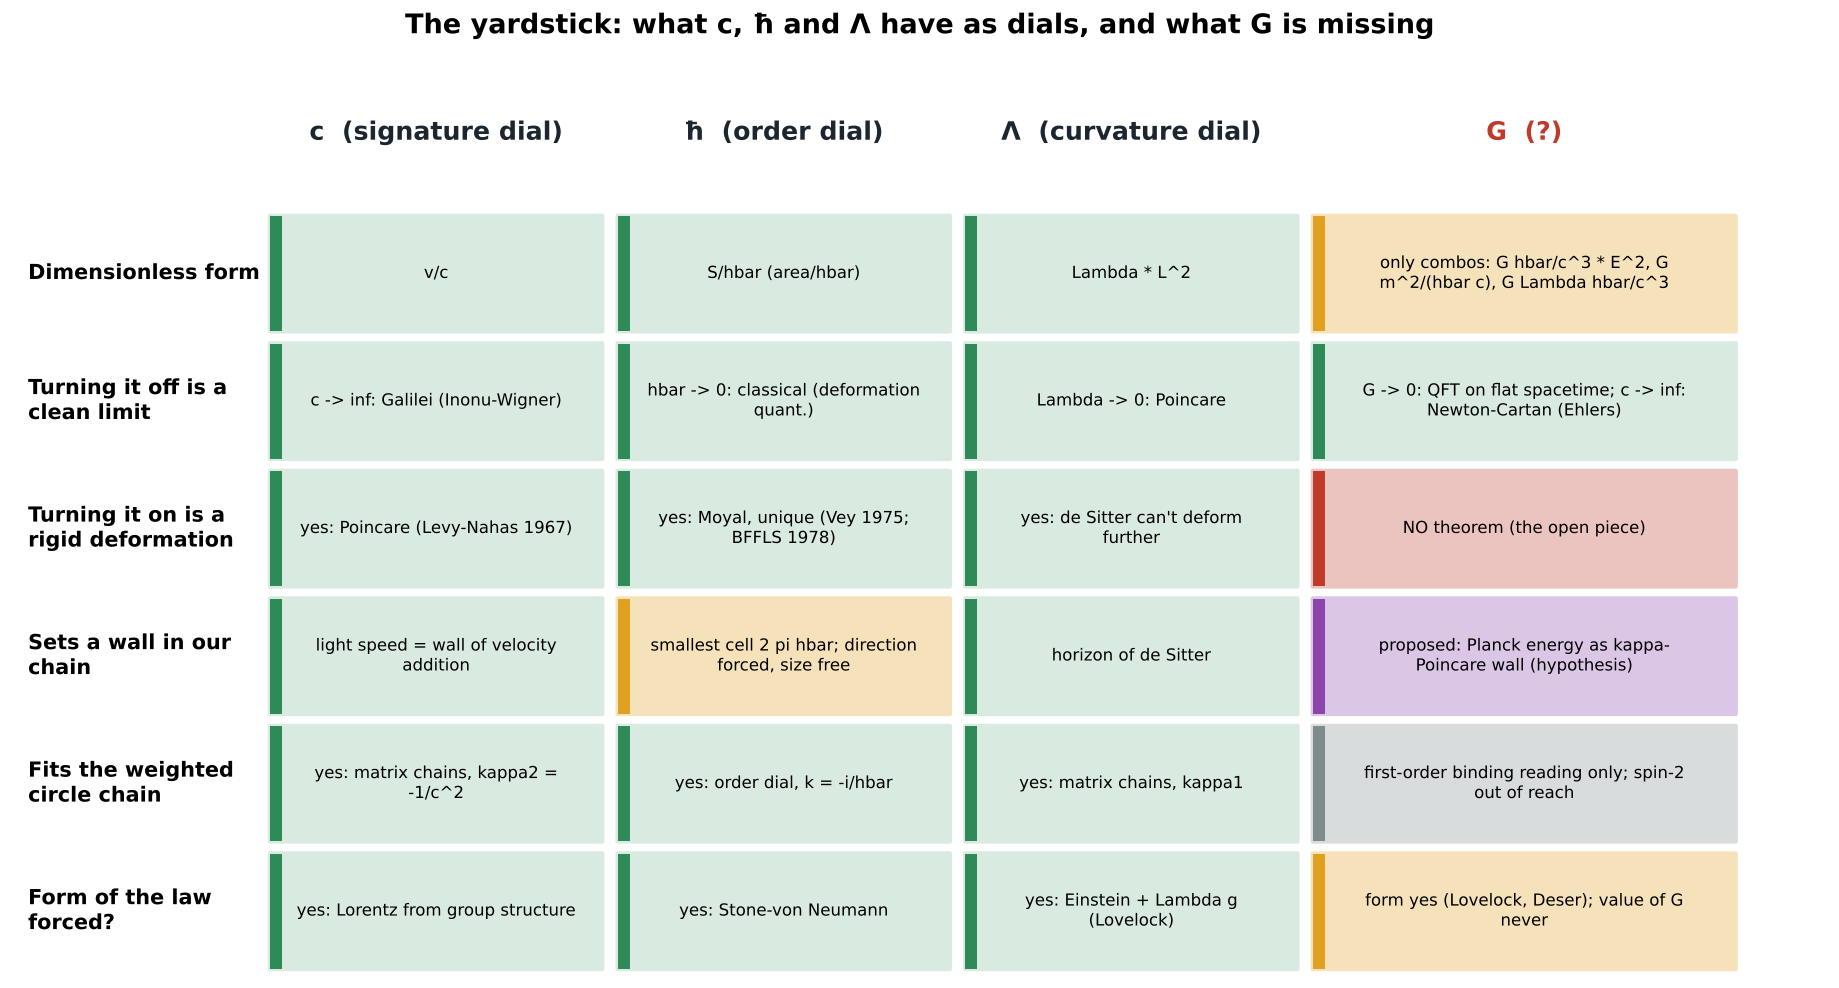 The yardstick: what c, ħ and Λ have as dials, and what G is missing
c (signature dial)
ħ (order dial)
Λ (curvature dial)
G (?)
Dimensionless form
v/c
S/hbar (area/hbar)
Lambda * L^2
only combos: G hbar/c^3 * E^2, G
m^2/(hbar c), G Lambda hbar/c^3
Turning it off is a
clean limit
c -> inf: Galilei (Inonu-Wigner)
hbar -> 0: classical (deformation
quant.)
Lambda -> 0: Poincare
G -> 0: QFT on flat spacetime; c -> inf:
Newton-Cartan (Ehlers)
Turning it on is a
rigid deformation
yes: Poincare (Levy-Nahas 1967)
yes: Moyal, unique (Vey 1975;
BFFLS 1978)
yes: de Sitter can't deform
further
NO theorem (the open piece)
Sets a wall in our
chain
light speed = wall of velocity
addition
smallest cell 2 pi hbar; direction
forced, size free
horizon of de Sitter
proposed: Planck energy as kappa-
Poincare wall (hypothesis)
Fits the weighted
circle chain
yes: matrix chains, kappa2 =
-1/c^2
yes: order dial, k = -i/hbar
yes: matrix chains, kappa1
first-order binding reading only; spin-2
out of reach
Form of the law
forced?
yes: Lorentz from group structure
yes: Stone-von Neumann
yes: Einstein + Lambda g
(Lovelock)
form yes (Lovelock, Deser); value of G
never